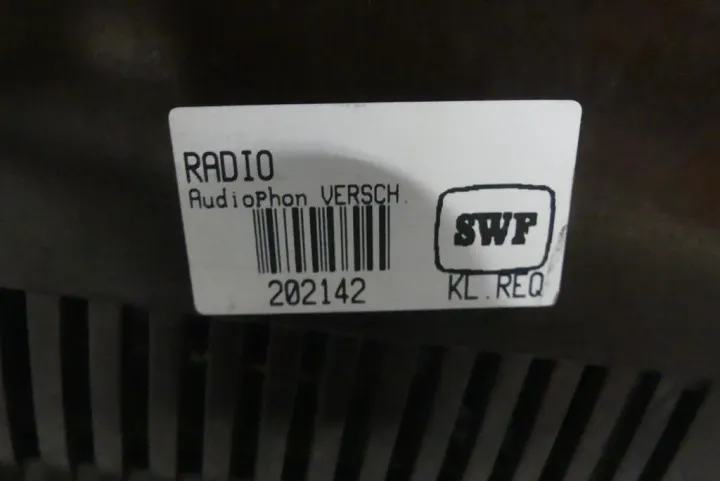 RADIO
AudioPhon VERSCH.
202142
SWF
KL.REQ